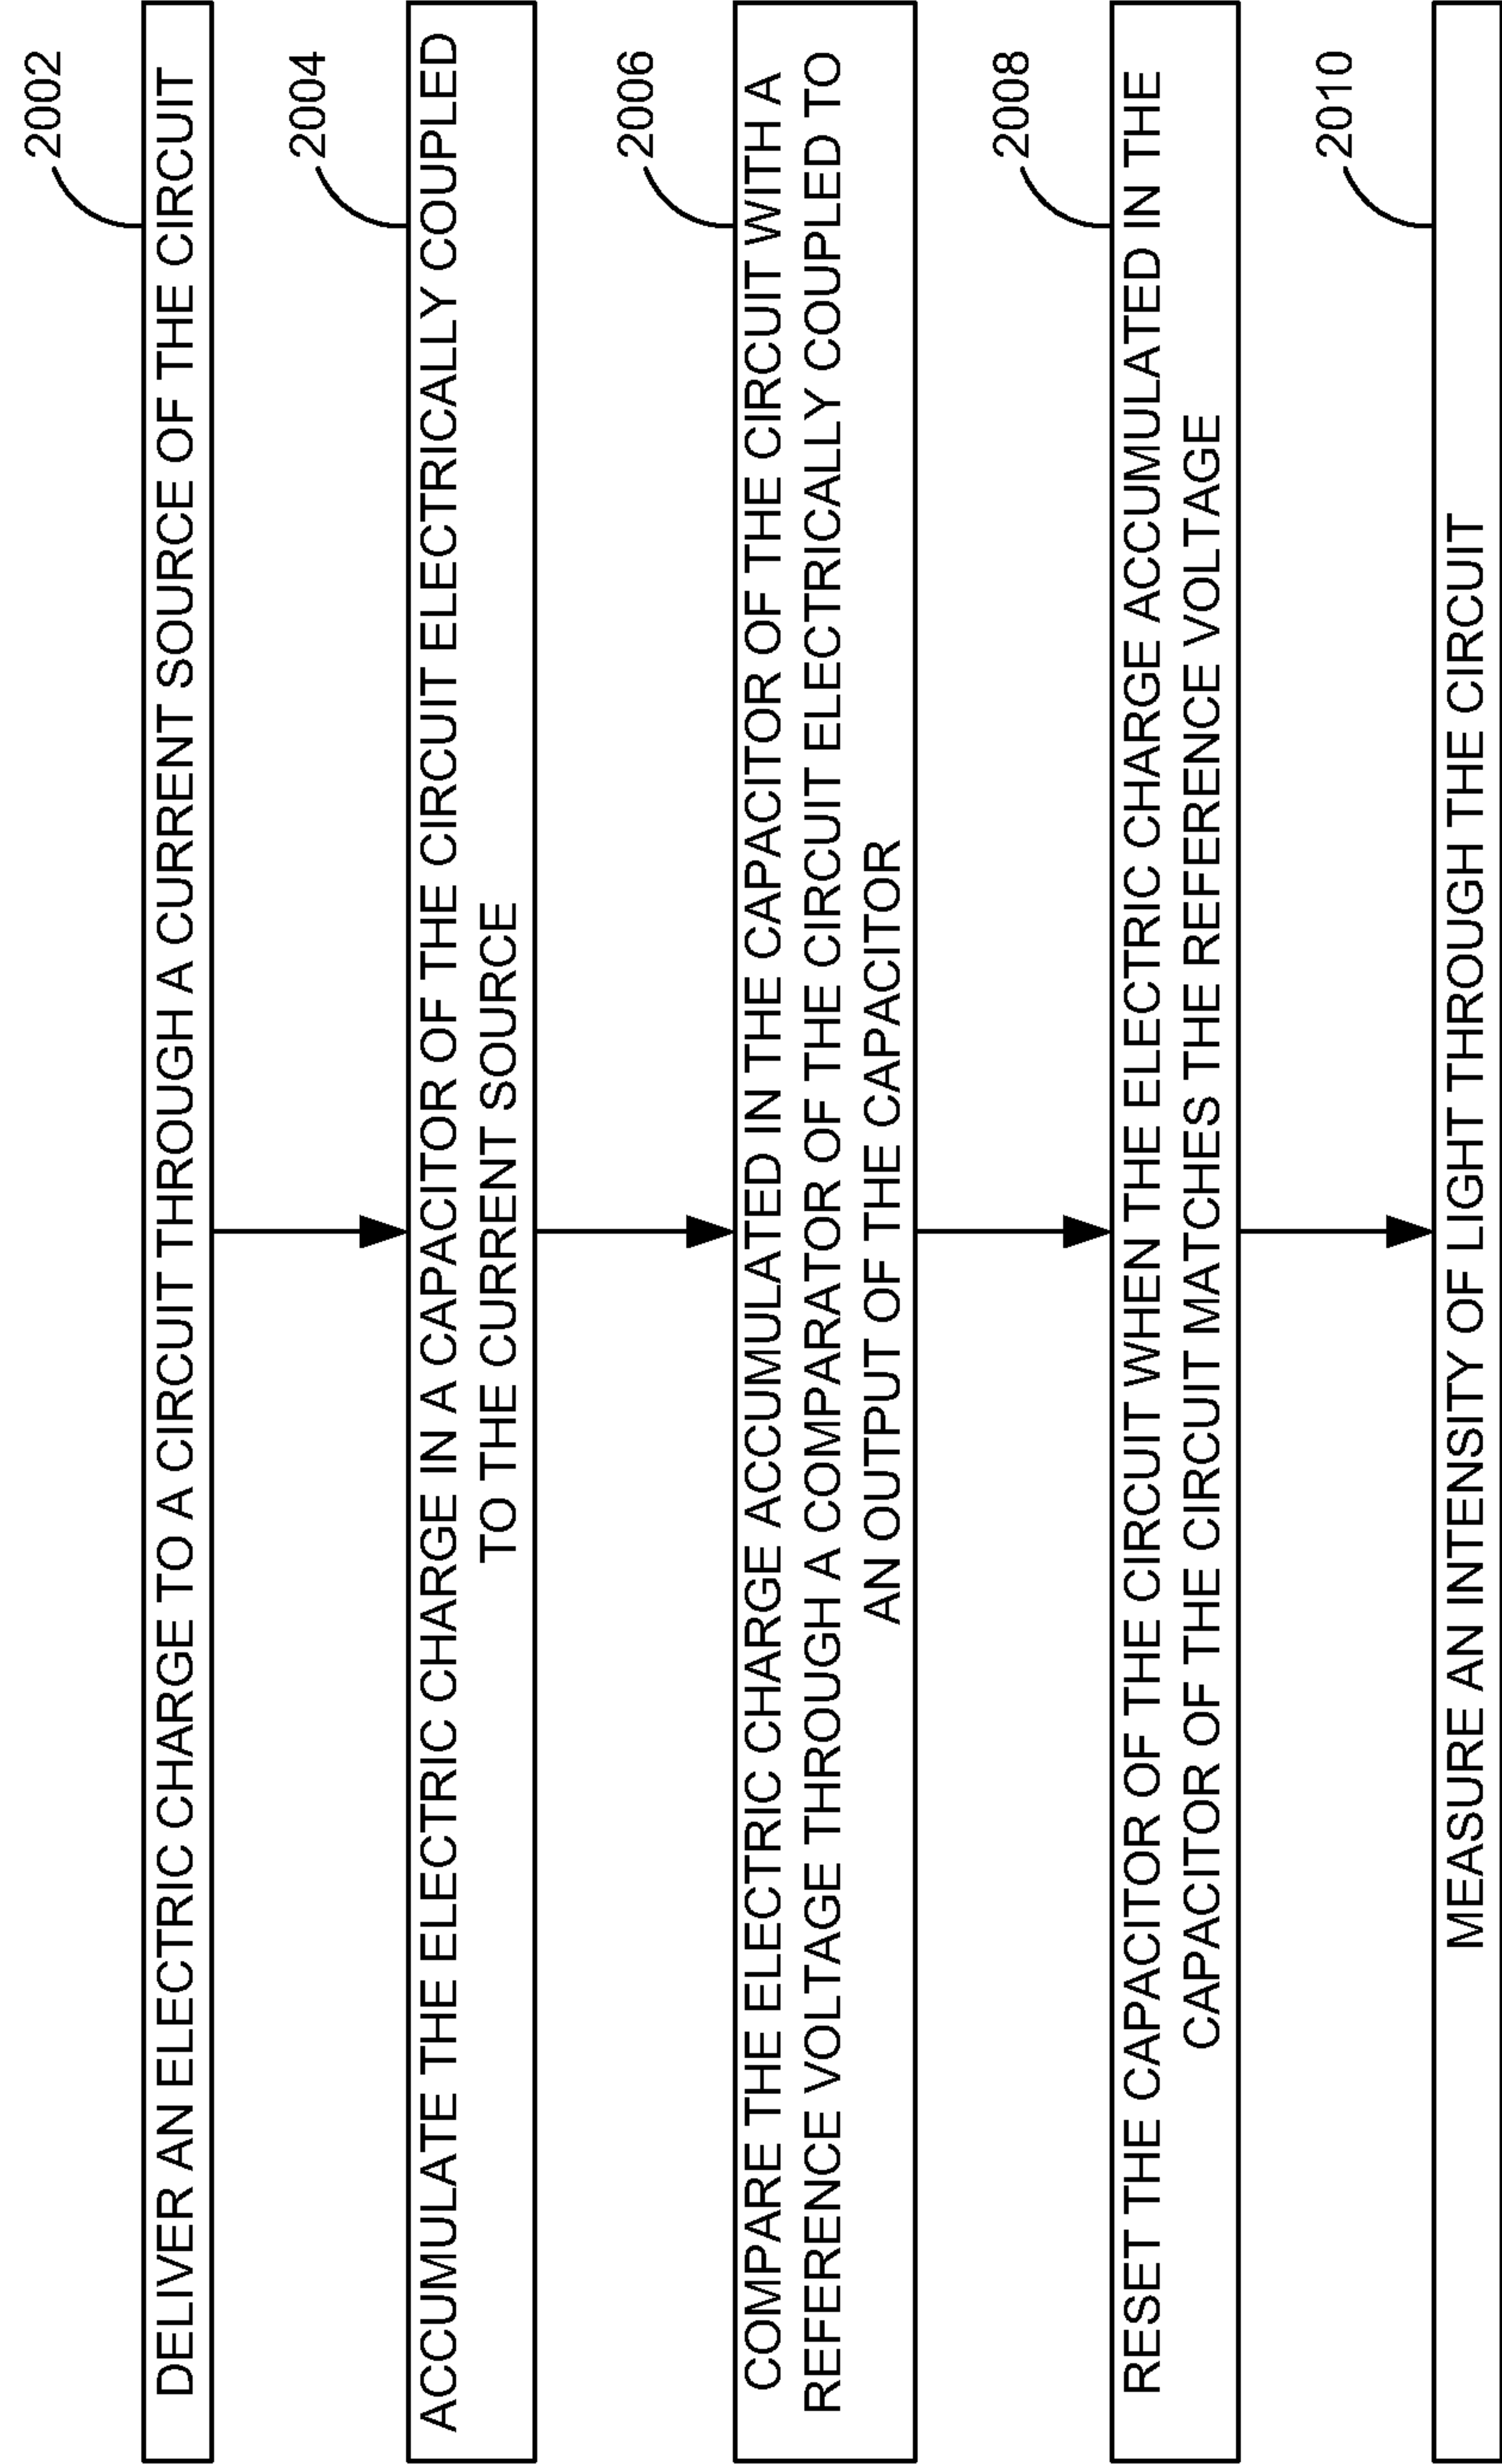 2002
DELIVER AN ELECTRIC CHARGE TO A CIRCUIT THROUGH A CURRENT SOURCE OF THE CIRCUIT
2004
ACCUMULATE THE ELECTRIC CHARGE IN A CAPACITOR OF THE CIRCUIT ELECTRICALLY COUPLED
TO THE CURRENT SOURCE
2006
COMPARE THE ELECTRIC CHARGE ACCUMULATED IN THE CAPACITOR OF THE CIRCUIT WITH A
REFERENCE VOLTAGE THROUGH A COMPARATOR OF THE CIRCUIT ELECTRICALLY COUPLED TO
AN OUTPUT OF THE CAPACITOR
2008
RESET THE CAPACITOR OF THE CIRCUIT WHEN THE ELECTRIC CHARGE ACCUMULATED IN THE
CAPACITOR OF THE CIRCUIT MATCHES THE REFERENCE VOLTAGE
2010
MEASURE AN INTENSITY OF LIGHT THROUGH THE CIRCUIT